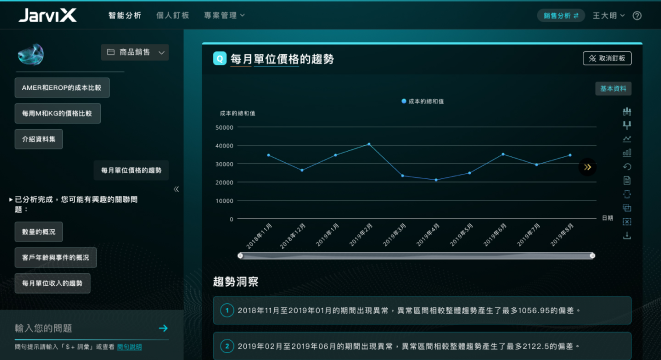 JarviX
智能分析
個人釘板
專案管理
銷售分析
王大明
商品銷售
AMER和EROP的成本比較
每周M和KG的價格比較
介紹資料集
每月單位價格的趨勢
已分析完成，您可能有興趣的關聯問
題：
數量的概況
客戶年齡與事件的概況
每月單位收入的趨勢
輸入您的問題
問句提示請輸入「$ + 詞彙」或查看 問句說明
Q 每月單位價格的趨勢
取消釘板
基本資料
成本的總和值
成本的總和值
50000
40000
30000
20000
10000
0
日期
2018年11月
2018年12月
2019年1月
2019年2月
2019年3月
2019年4月
2019年5月
2019年6月
2019年7月
2019年8月
趨勢洞察
1 2018年11月至2019年01月的期間出現異常，異常區間相較整體趨勢產生了最多1056.95的偏差。
2 2019年02月至2019年06月的期間出現異常，異常區間相較整體趨勢產生了最多2122.5的偏差。